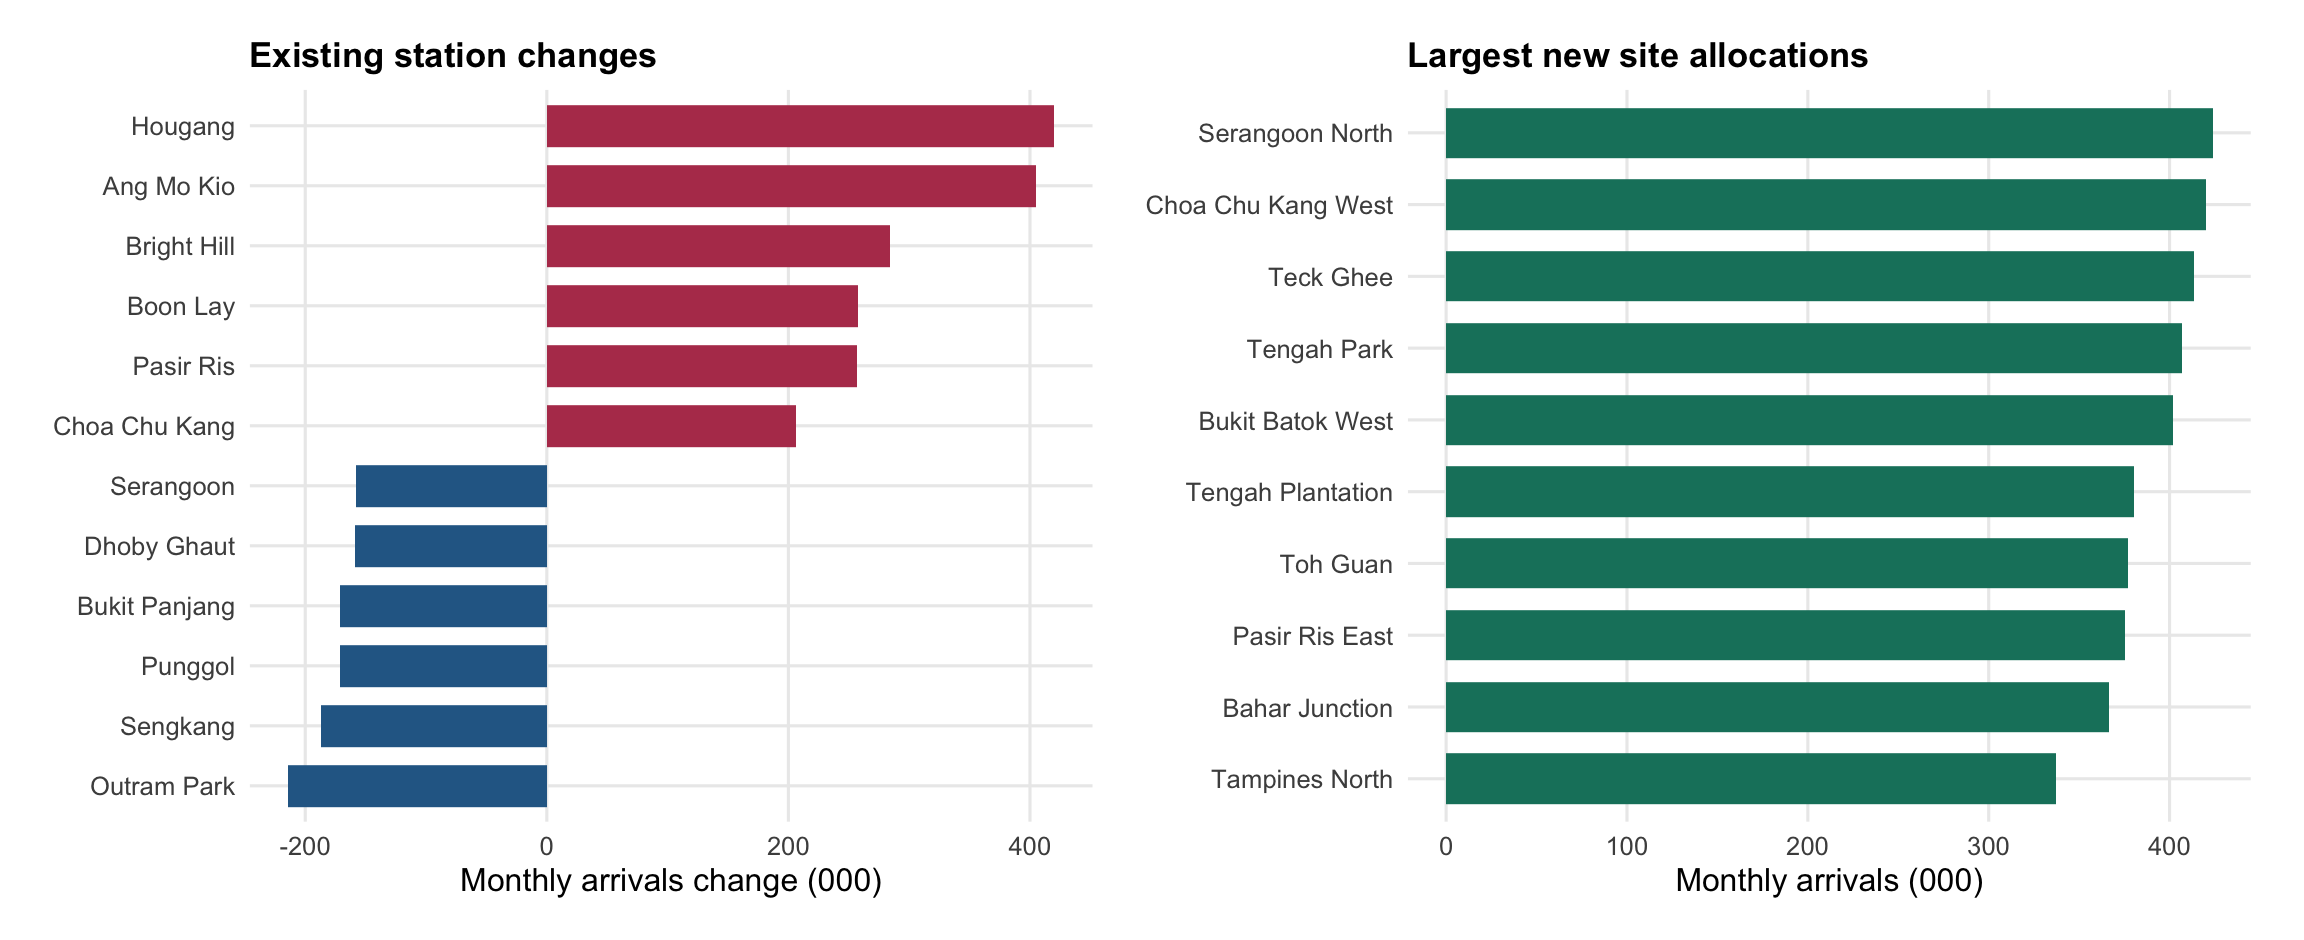 Existing station changes
Hougang
Ang Mo Kio
Bright Hill
Boon Lay
Pasir Ris
Choa Chu Kang
Serangoon
Dhoby Ghaut
Bukit Panjang
Punggol
Sengkang
Outram Park
-200 0 200 400
Monthly arrivals change (000)
Largest new site allocations
Serangoon North
Choa Chu Kang West
Teck Ghee
Tengah Park
Bukit Batok West
Tengah Plantation
Toh Guan
Pasir Ris East
Bahar Junction
Tampines North
0 100 200 300 400
Monthly arrivals (000)